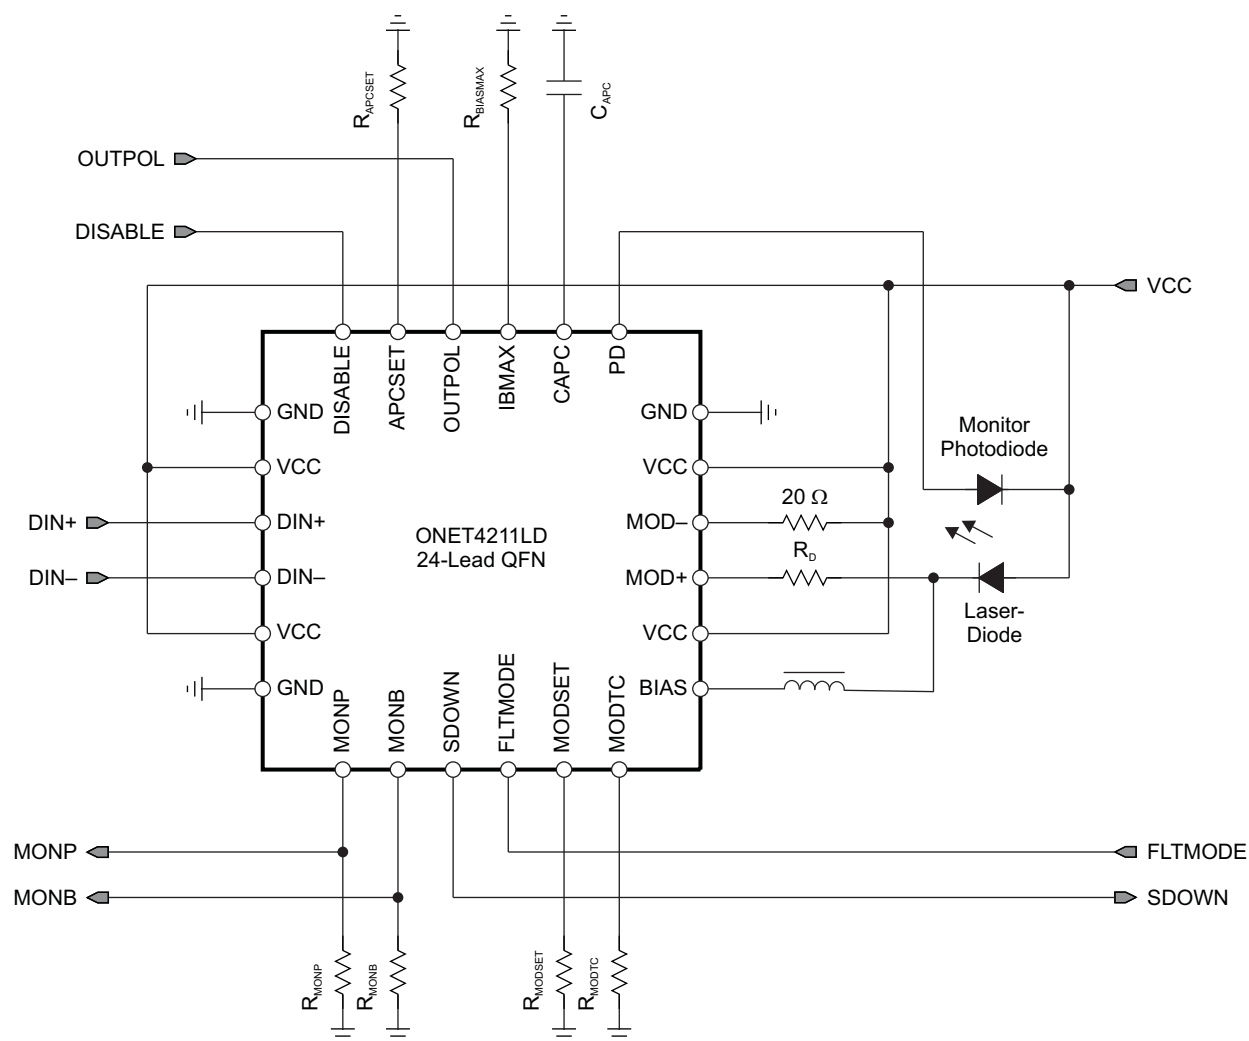 R_APCSET
R_BIASMAX
C_APC
OUTPOL
DISABLE
VCC
DISABLE
APCSET
OUTPOL
IBMAX
CAPC
PD
GND
GND
Monitor
Photodiode
VCC
VCC
20 Ω
DIN+
DIN+
MOD–
ONET4211LD
24-Lead QFN
R_D
DIN–
DIN–
MOD+
Laser-
Diode
VCC
VCC
GND
BIAS
MONP
MONB
SDOWN
FLTMODE
MODSET
MODTC
MONP
FLTMODE
MONB
SDOWN
R_MONP
R_MONB
R_MODSET
R_MODTC